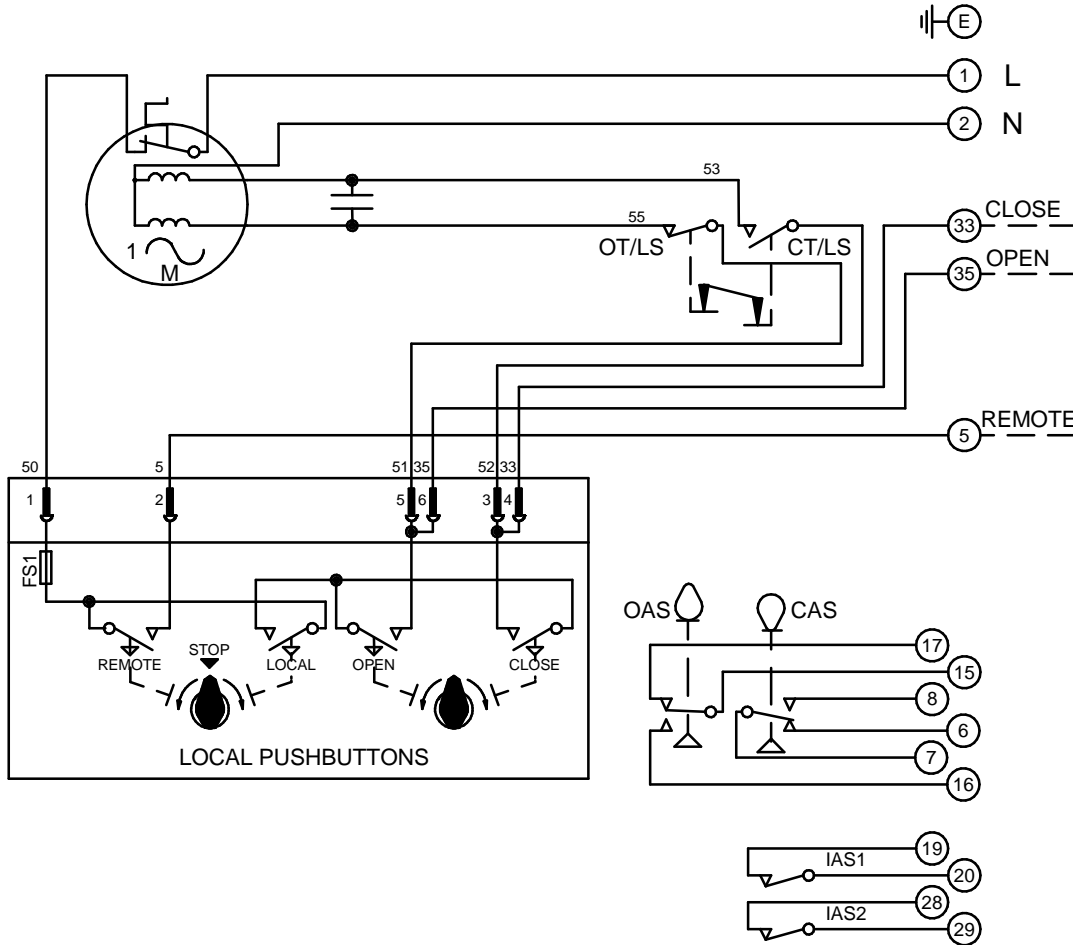 E
1 L
2 N
53
55
OT/LS
CT/LS
33 CLOSE
35 OPEN
1
M
5 REMOTE
50 5 51 35 52 33
1 2 5 6 3 4
FS1
REMOTE
STOP
LOCAL
OPEN
CLOSE
LOCAL PUSHBUTTONS
OAS
CAS
17
15
8
6
7
16
IAS1
19
20
IAS2
28
29